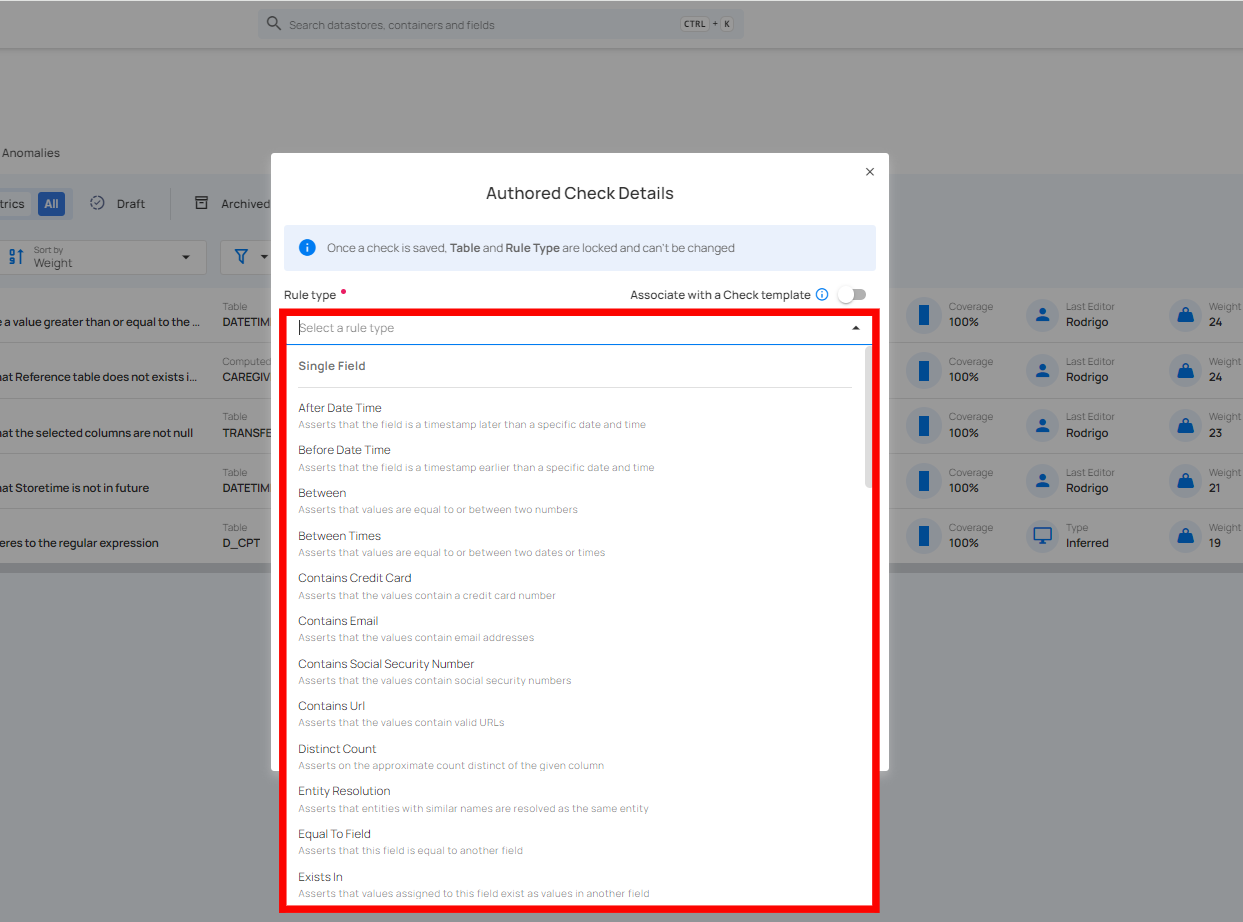 Search datastores, containers and fields CTRL + K
Anomalies
trics All Draft Archived
Sort by
Weight
e a value greater than or equal to the ... Table DATETIM Coverage 100% Last Editor Rodrigo Weight 24
at Reference table does not exists i... Computed CAREGIV Coverage 100% Last Editor Rodrigo Weight 24
at the selected columns are not null Table TRANSFE Coverage 100% Last Editor Rodrigo Weight 23
at Storetime is not in future Table DATETIM Coverage 100% Last Editor Rodrigo Weight 21
eres to the regular expression Table D_CPT Coverage 100% Type Inferred Weight 19
Authored Check Details
Once a check is saved, Table and Rule Type are locked and can't be changed
Rule type Associate with a Check template
Select a rule type
Single Field
After Date Time
Asserts that the field is a timestamp later than a specific date and time
Before Date Time
Asserts that the field is a timestamp earlier than a specific date and time
Between
Asserts that values are equal to or between two numbers
Between Times
Asserts that values are equal to or between two dates or times
Contains Credit Card
Asserts that the values contain a credit card number
Contains Email
Asserts that the values contain email addresses
Contains Social Security Number
Asserts that the values contain social security numbers
Contains Url
Asserts that the values contain valid URLs
Distinct Count
Asserts on the approximate count distinct of the given column
Entity Resolution
Asserts that entities with similar names are resolved as the same entity
Equal To Field
Asserts that this field is equal to another field
Exists In
Asserts that values assigned to this field exist as values in another field